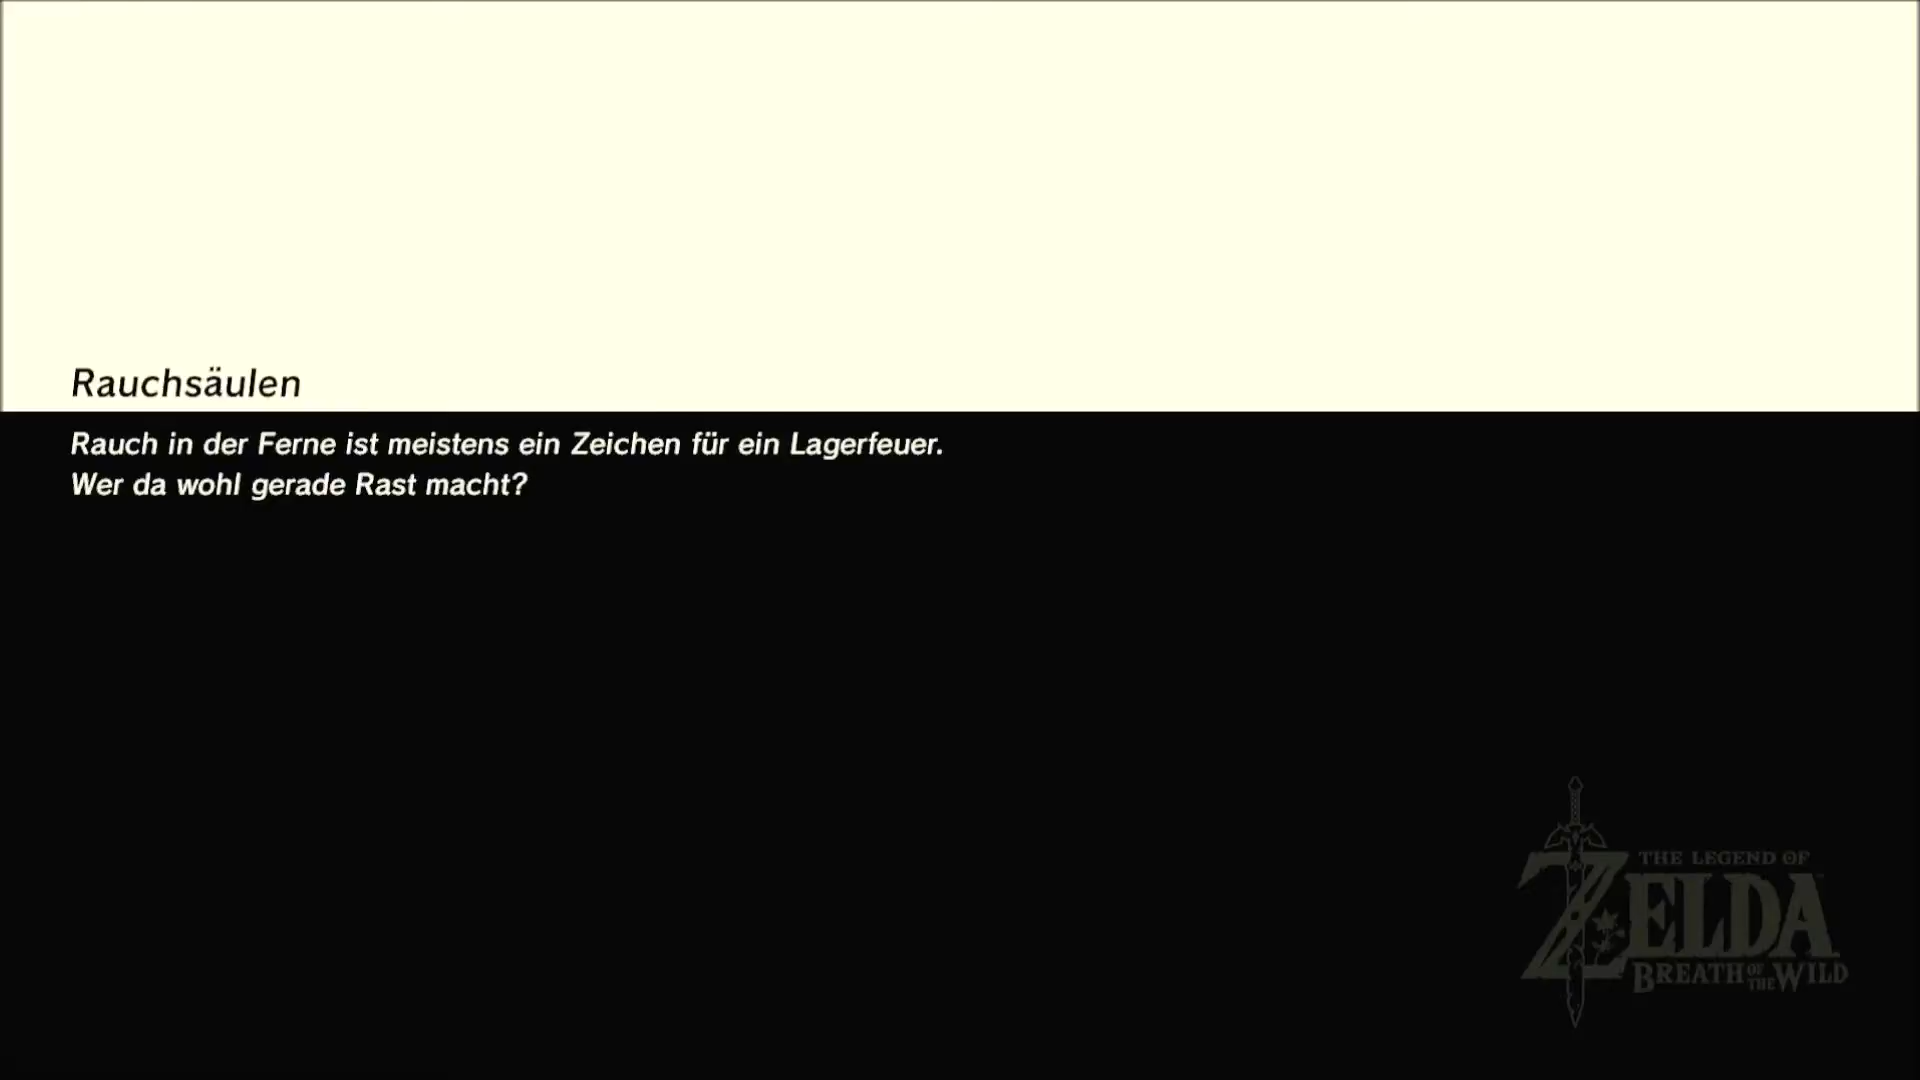 Rauchsäulen
Rauch in der Ferne ist meistens ein Zeichen für ein Lagerfeuer.
Wer da wohl gerade Rast macht?
THE LEGEND OF
ZELDA
BREATH OF THE WILD